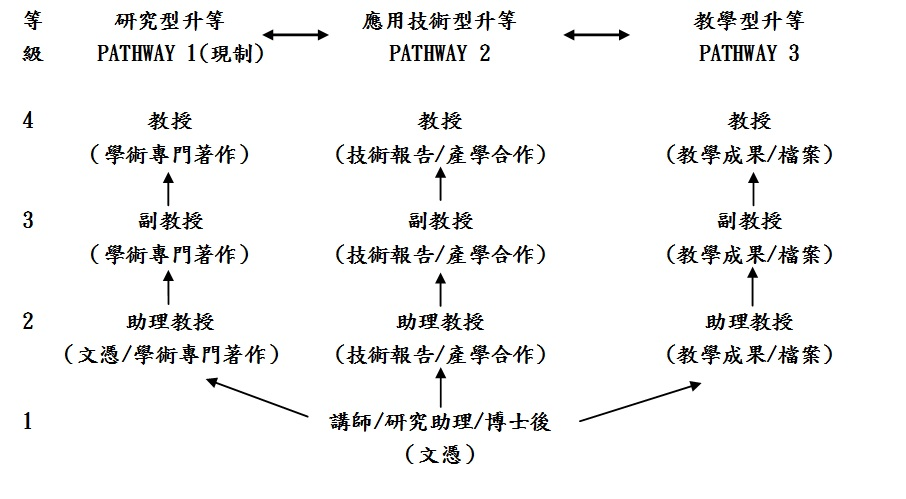 等 研究型升等 應用技術型升等 教學型升等
級 PATHWAY 1(現制) PATHWAY 2 PATHWAY 3
4 教授 教授 教授
(學術專門著作) (技術報告/產學合作) (教學成果/檔案)
3 副教授 副教授 副教授
(學術專門著作) (技術報告/產學合作) (教學成果/檔案)
2 助理教授 助理教授 助理教授
(文憑/學術專門著作) (技術報告/產學合作) (教學成果/檔案)
1 講師/研究助理/博士後
(文憑)